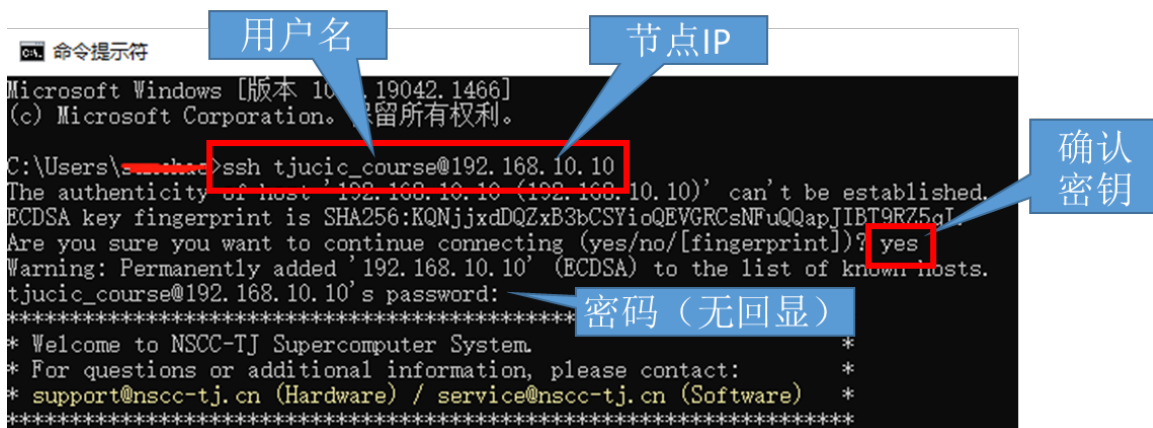 用户名
节点IP
命令提示符
Microsoft Windows [版本 10. .19042.1466]
(c) Microsoft Corporation。保留所有权利。
C:\Users\ >ssh tjucic_course@192.168.10.10
The authenticity of host '192.168.10.10 (192.168.10.10)' can't be established.
ECDSA key fingerprint is
Are you sure you want to continue connecting (yes/no/[fingerprint])? yes
确认
密钥
Warning: Permanently added '192.168.10.10' (ECDSA) to the list of known hosts.
tjucic_course@192.168.10.10's password:
密码（无回显）
********************************************
* Welcome to NSCC-TJ Supercomputer System. *
* For questions or additional information, please contact: *
* support@nscc-tj.cn (Hardware) / service@nscc-tj.cn (Software) *
******************************************************************